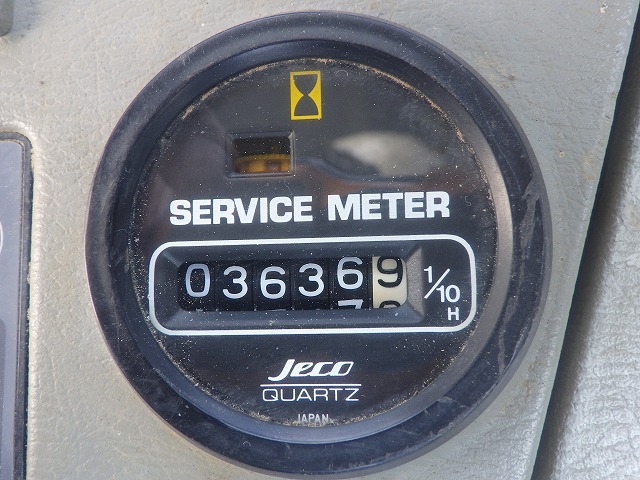 SERVICE METER
036369 1/10
H
Jeco
QUARTZ
JAPAN